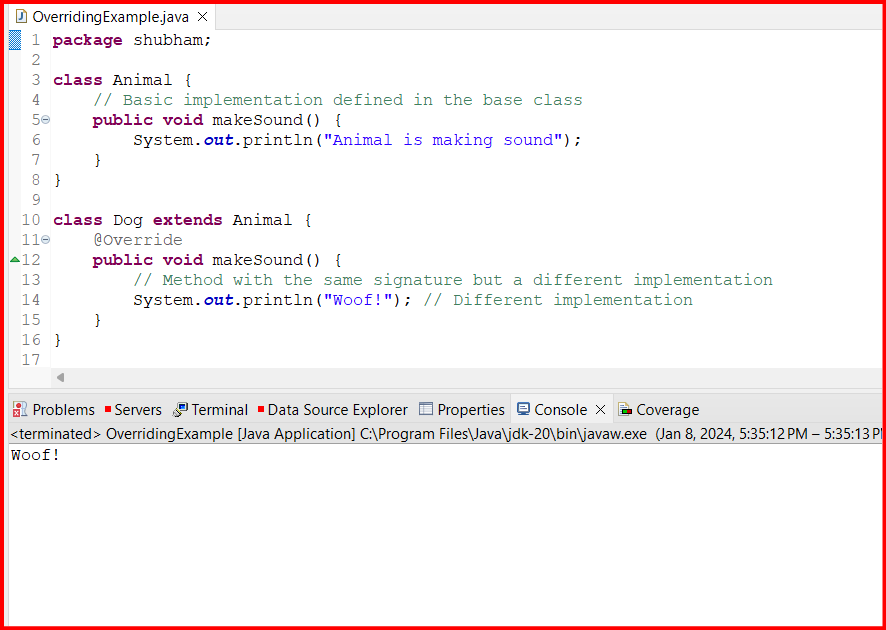 OverridingExample.java
1 package shubham;
2
3 class Animal {
4     // Basic implementation defined in the base class
5     public void makeSound() {
6         System.out.println("Animal is making sound");
7     }
8 }
9
10 class Dog extends Animal {
11     @Override
12     public void makeSound() {
13         // Method with the same signature but a different implementation
14         System.out.println("Woof!"); // Different implementation
15     }
16 }
17
Problems Servers Terminal Data Source Explorer Properties Console Coverage
<terminated> OverridingExample [Java Application] C:\Program Files\Java\jdk-20\bin\javaw.exe (Jan 8, 2024, 5:35:12 PM – 5:35:13 PM
Woof!